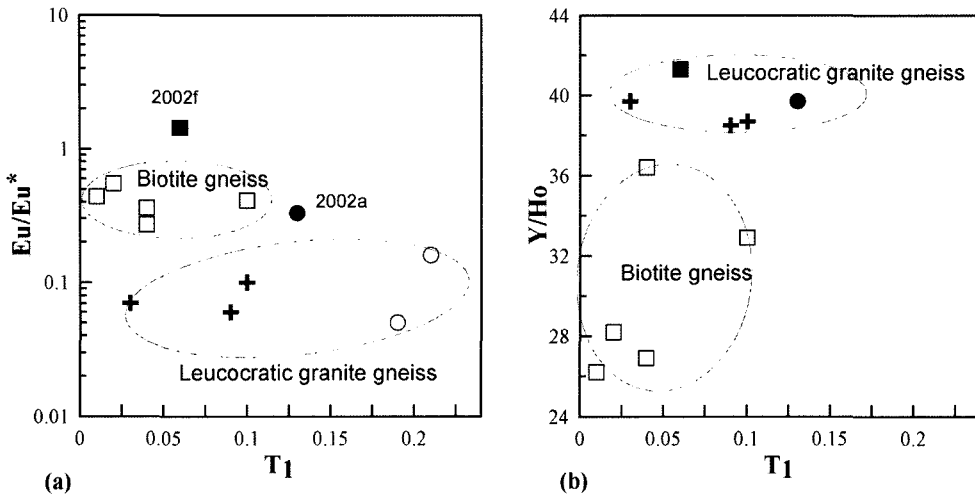 10
1
0.1
0.01
Eu/Eu*
2002f
Biotite gneiss
2002a
Leucocratic granite gneiss
0
0.05
0.1
0.15
0.2
T1
(a)
44
40
36
32
28
24
Y/Ho
Leucocratic granite gneiss
Biotite gneiss
0
0.05
0.1
0.15
0.2
T1
(b)